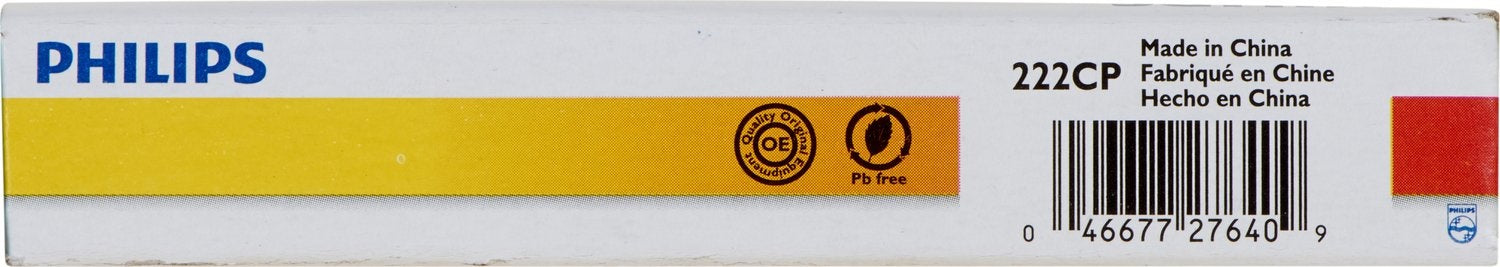 PHILIPS
Quality Original Equipment
OE
Pb free
222CP
Made in China
Fabriqué en Chine
Hecho en China
0 46677 27640 9
PHILIPS